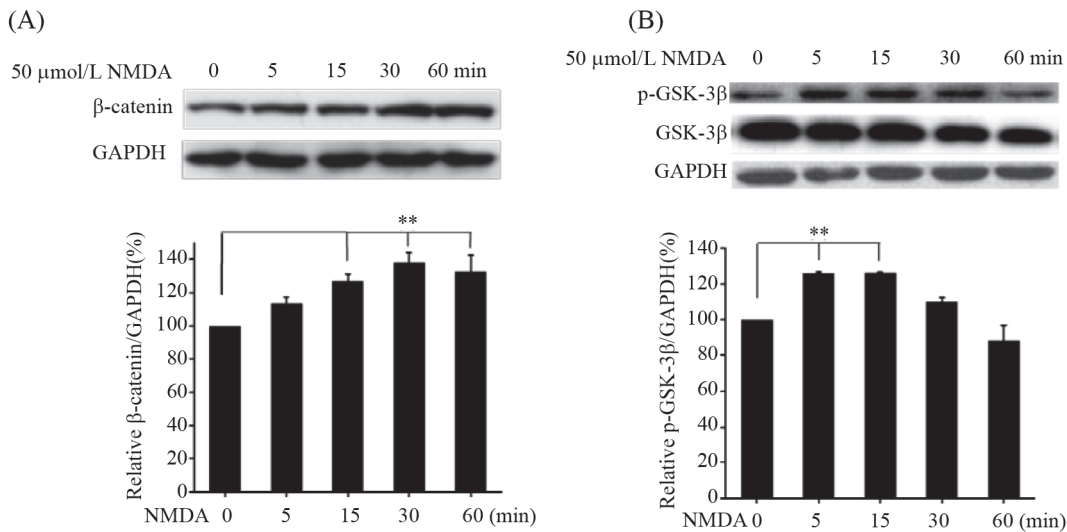 (A)
50 μmol/L NMDA 0 5 15 30 60 min
β-catenin
GAPDH
**
Relative β-catenin/GAPDH(%)
140
120
100
80
60
40
20
0
NMDA 0 5 15 30 60 (min)
(B)
50 μmol/L NMDA 0 5 15 30 60 min
p-GSK-3β
GSK-3β
GAPDH
**
Relative p-GSK-3β/GAPDH(%)
140
120
100
80
60
40
20
0
NMDA 0 5 15 30 60 (min)